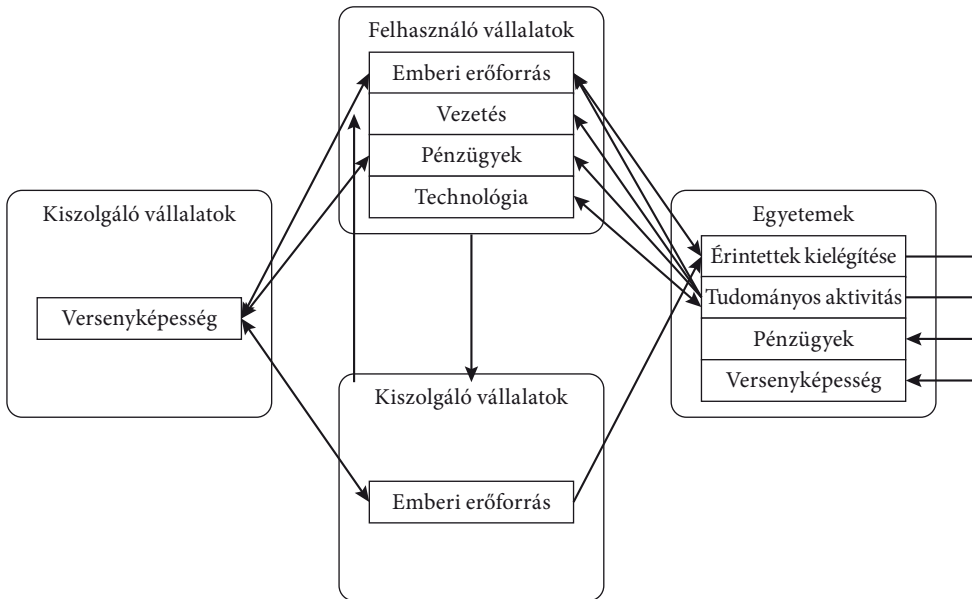 Felhasználó vállalatok
Emberi erőforrás
Vezetés
Pénzügyek
Technológia
Kiszolgáló vállalatok
Versenyképesség
Egyetemek
Érintettek kielégítése
Tudományos aktivitás
Pénzügyek
Versenyképesség
Kiszolgáló vállalatok
Emberi erőforrás